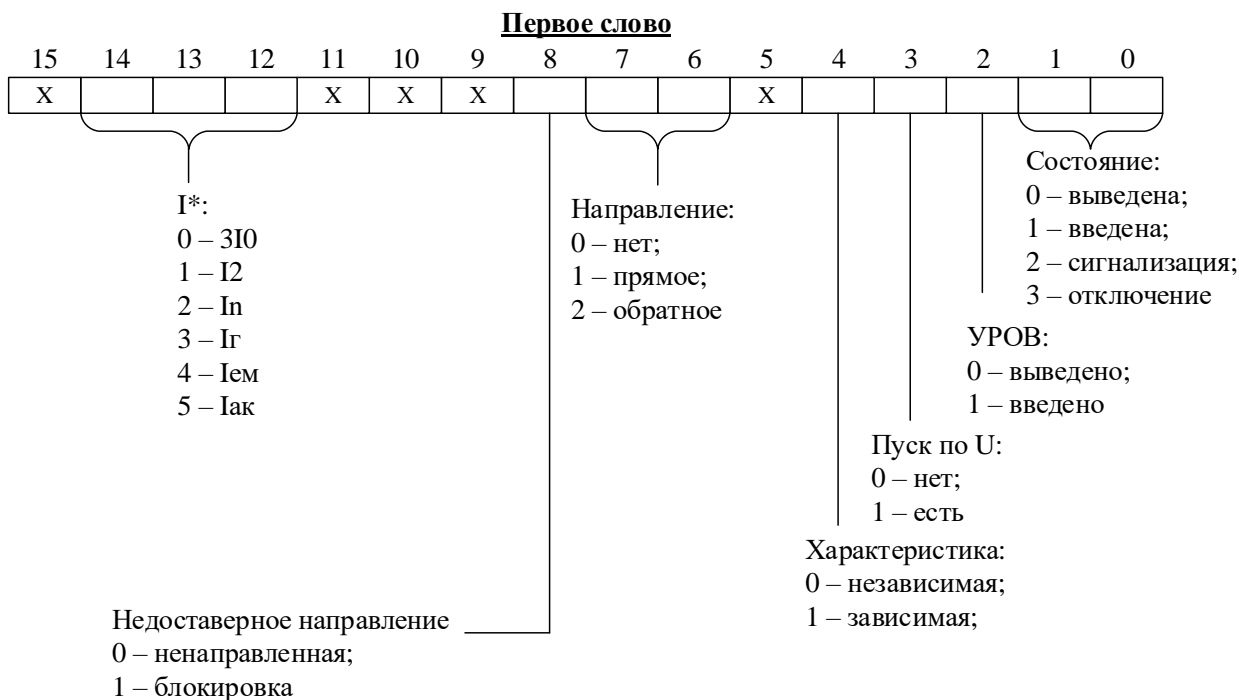 Первое слово
15 14 13 12 11 10 9 8 7 6 5 4 3 2 1 0
X X X X X
Состояние:
0 – выведена;
1 – введена;
2 – сигнализация;
3 – отключение
I*:
0 – 3I0
1 – I2
2 – In
3 – Iг
4 – Iем
5 – Iак
Направление:
0 – нет;
1 – прямое;
2 – обратное
УРОВ:
0 – выведено;
1 – введено
Пуск по U:
0 – нет;
1 – есть
Характеристика:
0 – независимая;
1 – зависимая;
Недоставерное направление
0 – ненаправленная;
1 – блокировка